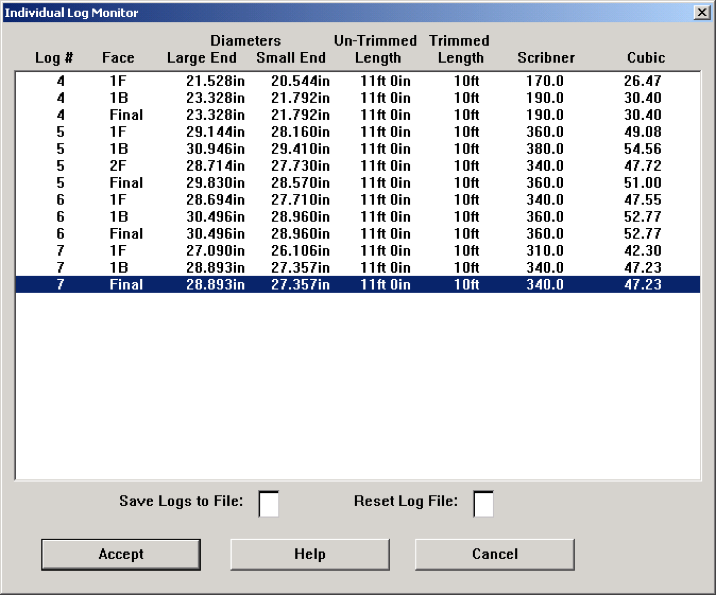 Individual Log Monitor
Diameters Un-Trimmed Trimmed
Log # Face Large End Small End Length Length Scribner Cubic
4 1F 21.528in 20.544in 11ft 0in 10ft 170.0 26.47
4 1B 23.328in 21.792in 11ft 0in 10ft 190.0 30.40
4 Final 23.328in 21.792in 11ft 0in 10ft 190.0 30.40
5 1F 29.144in 28.160in 11ft 0in 10ft 360.0 49.08
5 1B 30.946in 29.410in 11ft 0in 10ft 380.0 54.56
5 2F 28.714in 27.730in 11ft 0in 10ft 340.0 47.72
5 Final 29.830in 28.570in 11ft 0in 10ft 360.0 51.00
6 1F 28.694in 27.710in 11ft 0in 10ft 340.0 47.55
6 1B 30.496in 28.960in 11ft 0in 10ft 360.0 52.77
6 Final 30.496in 28.960in 11ft 0in 10ft 360.0 52.77
7 1F 27.090in 26.106in 11ft 0in 10ft 310.0 42.30
7 1B 28.893in 27.357in 11ft 0in 10ft 340.0 47.23
7 Final 28.893in 27.357in 11ft 0in 10ft 340.0 47.23
Save Logs to File: Reset Log File:
Accept Help Cancel